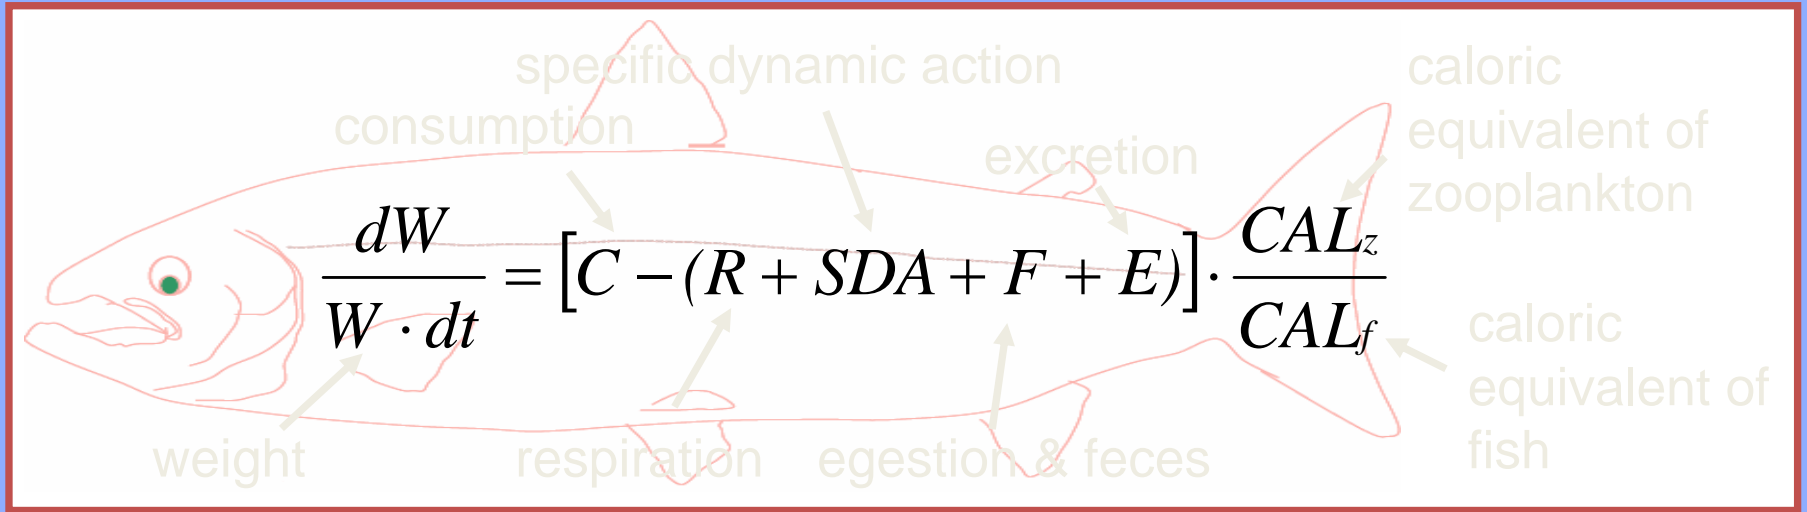 specific dynamic action
consumption
excretion
caloric
equivalent of
zooplankton
dW / W · dt = [C − (R + SDA + F + E)] · CALz / CALf
caloric
equivalent of
fish
weight
respiration
egestion & feces